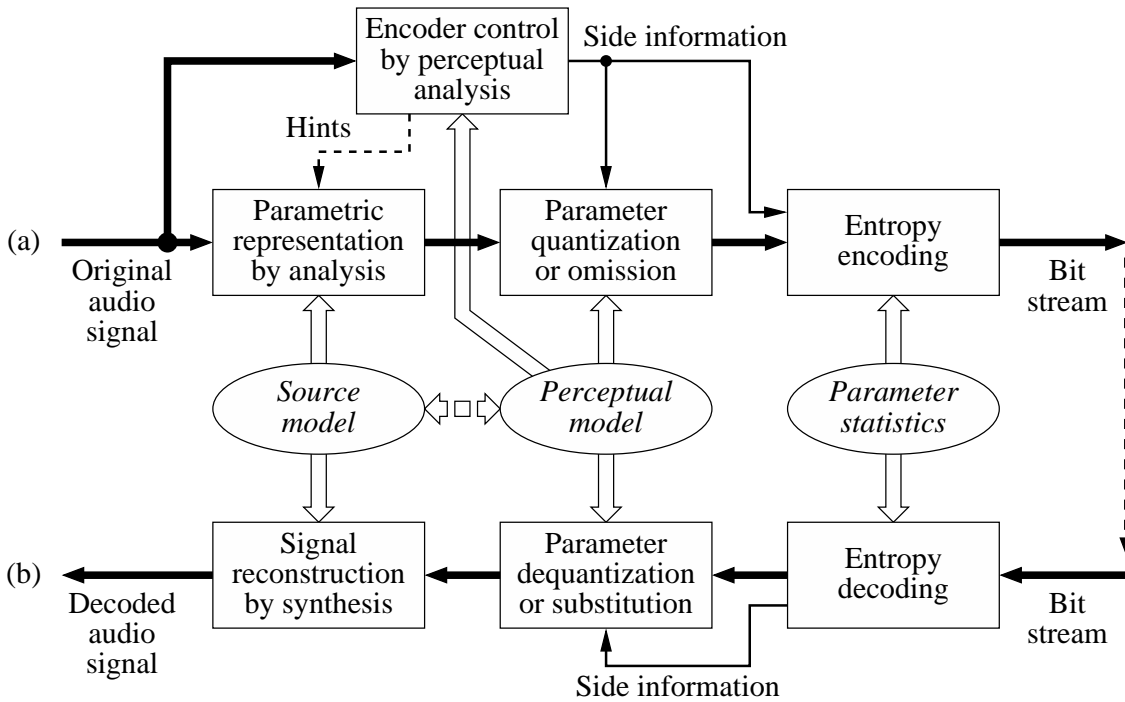 Encoder control
by perceptual
analysis
Side information
Hints
(a)
Original
audio
signal
Parametric
representation
by analysis
Parameter
quantization
or omission
Entropy
encoding
Bit
stream
Source
model
Perceptual
model
Parameter
statistics
(b)
Decoded
audio
signal
Signal
reconstruction
by synthesis
Parameter
dequantization
or substitution
Entropy
decoding
Bit
stream
Side information